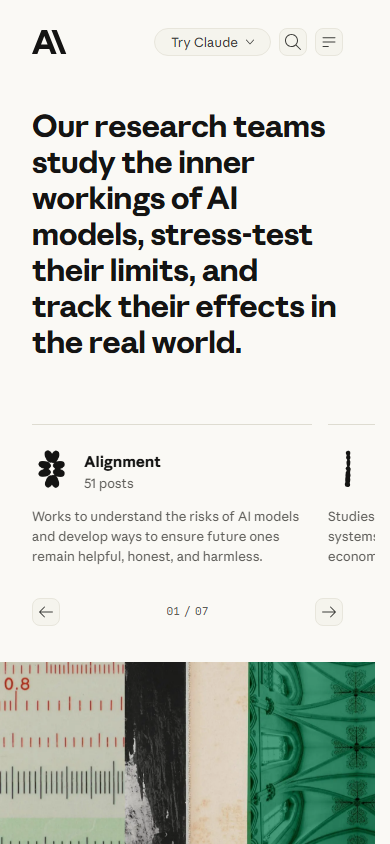 Try Claude
Our research teams
study the inner
workings of AI
models, stress-test
their limits, and
track their effects in
the real world.
Alignment
51 posts
Works to understand the risks of AI models
and develop ways to ensure future ones
remain helpful, honest, and harmless.
Studies
systems
econom
01 / 07
0.8